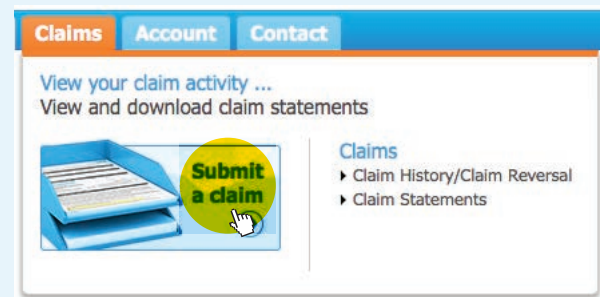 Claims Account Contact
View your claim activity ...
View and download claim statements
Submit
a claim
Claims
Claim History/Claim Reversal
Claim Statements